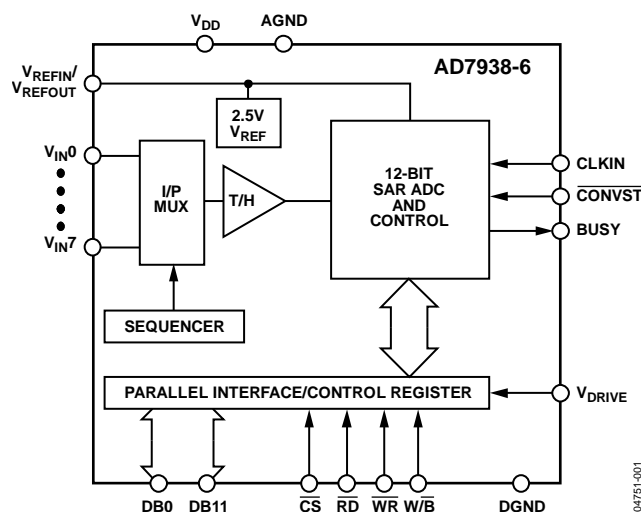 VDD
AGND
AD7938-6
VREFIN/
VREFOUT
2.5V
VREF
VIN0
VIN7
I/P
MUX
T/H
12-BIT
SAR ADC
AND
CONTROL
CLKIN
CONVST
BUSY
SEQUENCER
PARALLEL INTERFACE/CONTROL REGISTER
VDRIVE
DB0
DB11
CS
RD
WR
W/B
DGND
04751-001